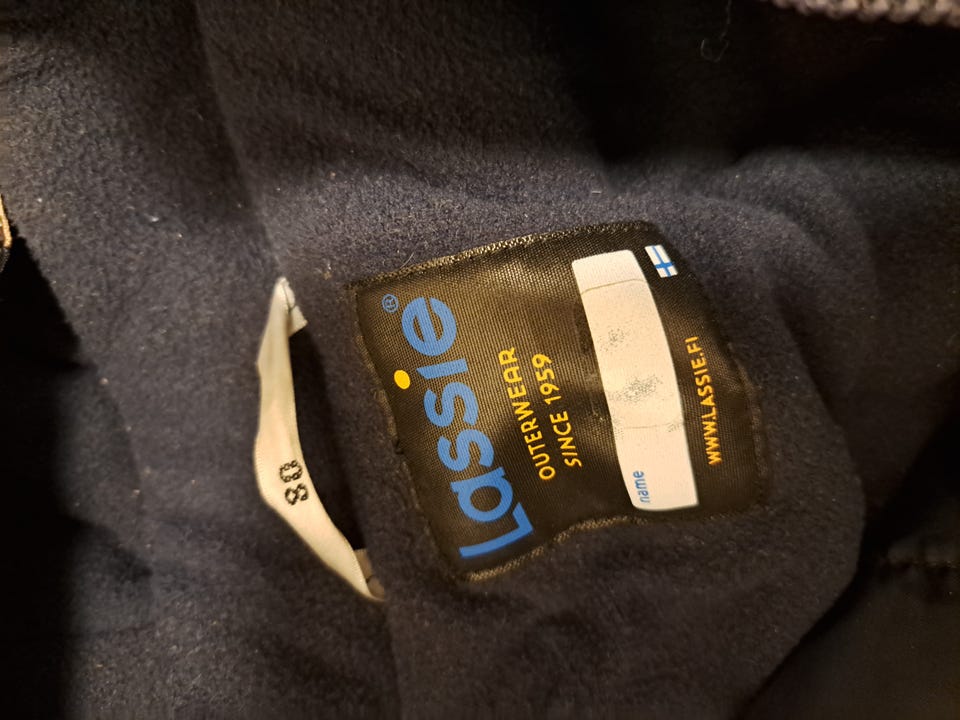 80
Lassie®
OUTERWEAR
SINCE 1959
name
WWW.LASSIE.FI